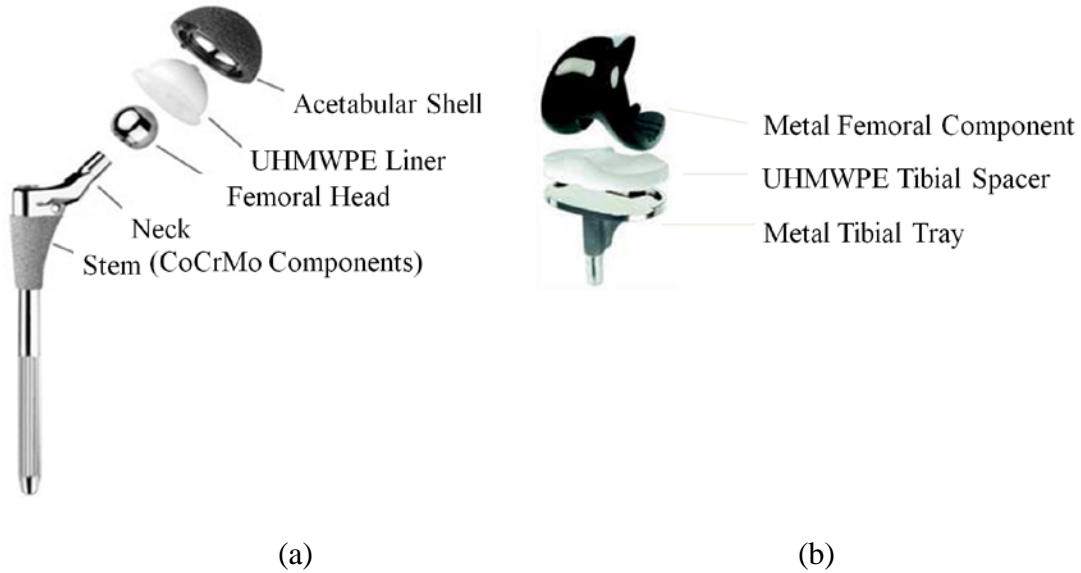 Acetabular Shell
UHMWPE Liner
Femoral Head
Neck
Stem (CoCrMo Components)
Metal Femoral Component
UHMWPE Tibial Spacer
Metal Tibial Tray
(a)
(b)